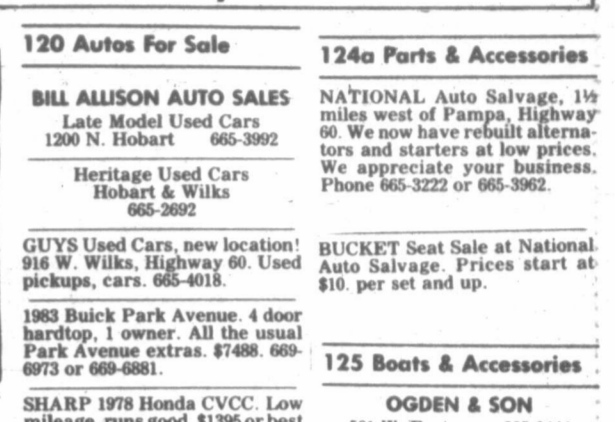 120 Autos For Sale
BILL ALLISON AUTO SALES
Late Model Used Cars
1200 N. Hobart 665-3992
Heritage Used Cars
Hobart & Wilks
665-2692
GUYS Used Cars, new location!
916 W. Wilks, Highway 60. Used
pickups, cars. 665-4018.
1983 Buick Park Avenue. 4 door
hardtop, 1 owner. All the usual
Park Avenue extras. $7488. 669-
6973 or 669-6881.
SHARP 1978 Honda CVCC. Low
mileage, runs good, $1395 or best
124a Parts & Accessories
NATIONAL Auto Salvage, 1½
miles west of Pampa, Highway
60. We now have rebuilt alterna-
tors and starters at low prices.
We appreciate your business.
Phone 665-3222 or 665-3962.
BUCKET Seat Sale at National
Auto Salvage. Prices start at
$10. per set and up.
125 Boats & Accessories
OGDEN & SON